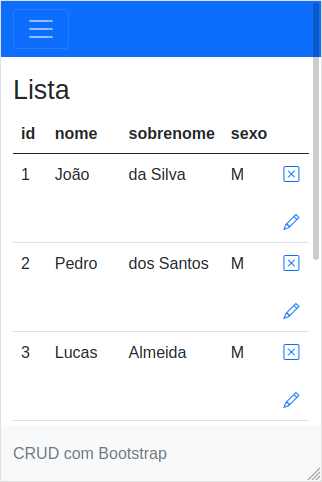 Lista
id nome sobrenome sexo
1 João da Silva M
2 Pedro dos Santos M
3 Lucas Almeida M
CRUD com Bootstrap